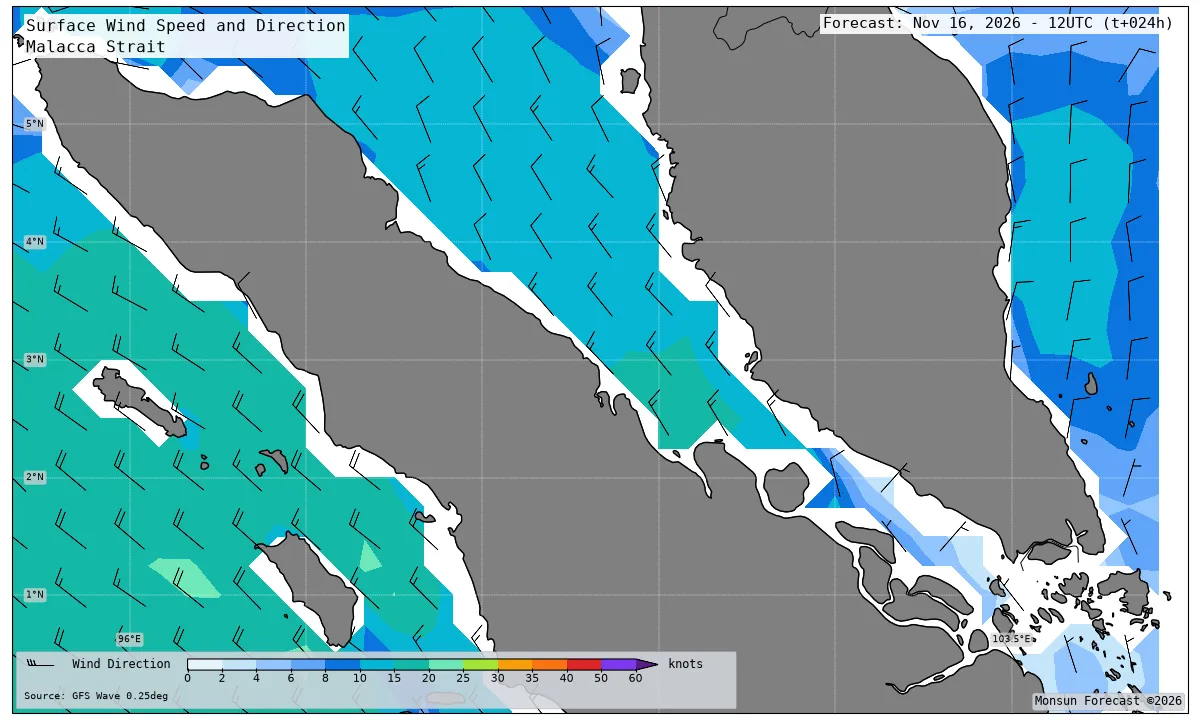 Surface Wind Speed and Direction
Malacca Strait
Forecast: Nov 16, 2026 - 12UTC (t+024h)
5°N
4°N
3°N
2°N
1°N
96°E
103.5°E
Wind Direction
knots
0 2 4 6 8 10 15 20 25 30 35 40 50 60
Source: GFS Wave 0.25deg
Monsun Forecast ©2026